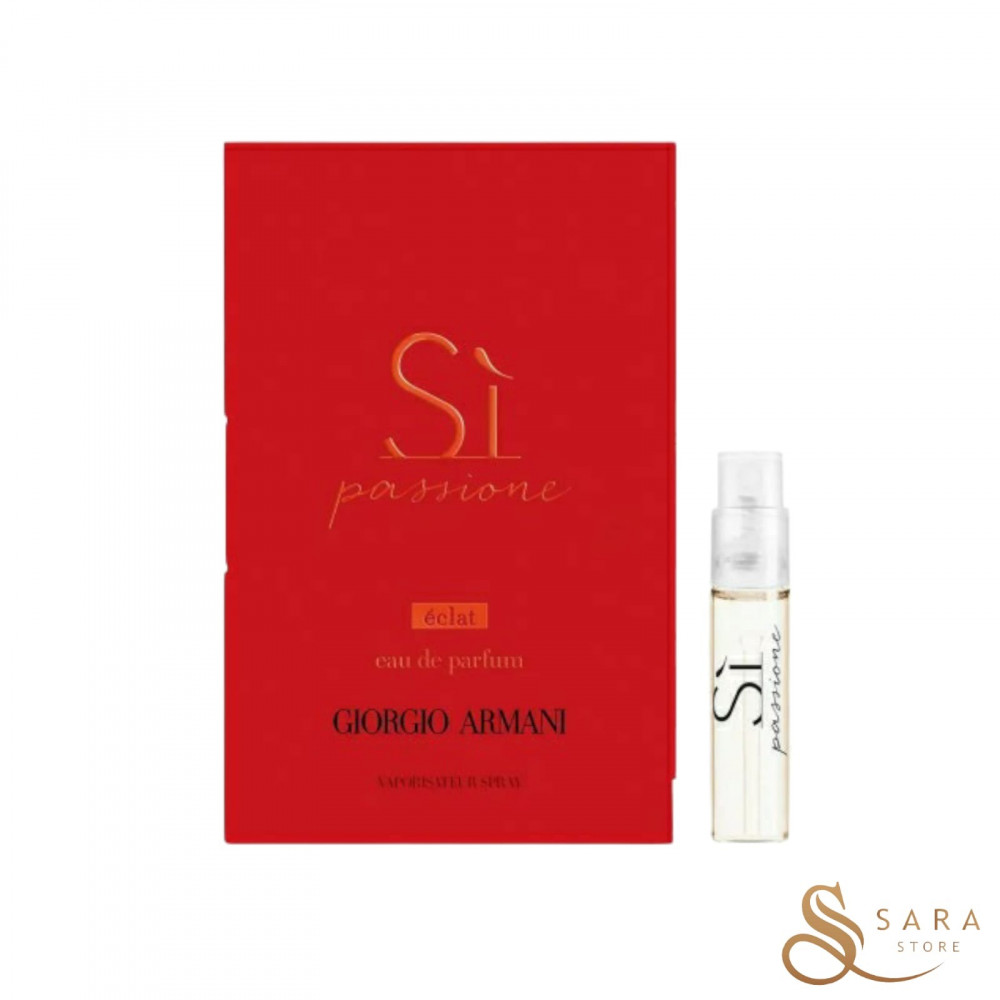 Sì
passione
éclat
eau de parfum
GIORGIO ARMANI
VAPORISATEUR SPRAY
Sì
passione
SARA
STORE